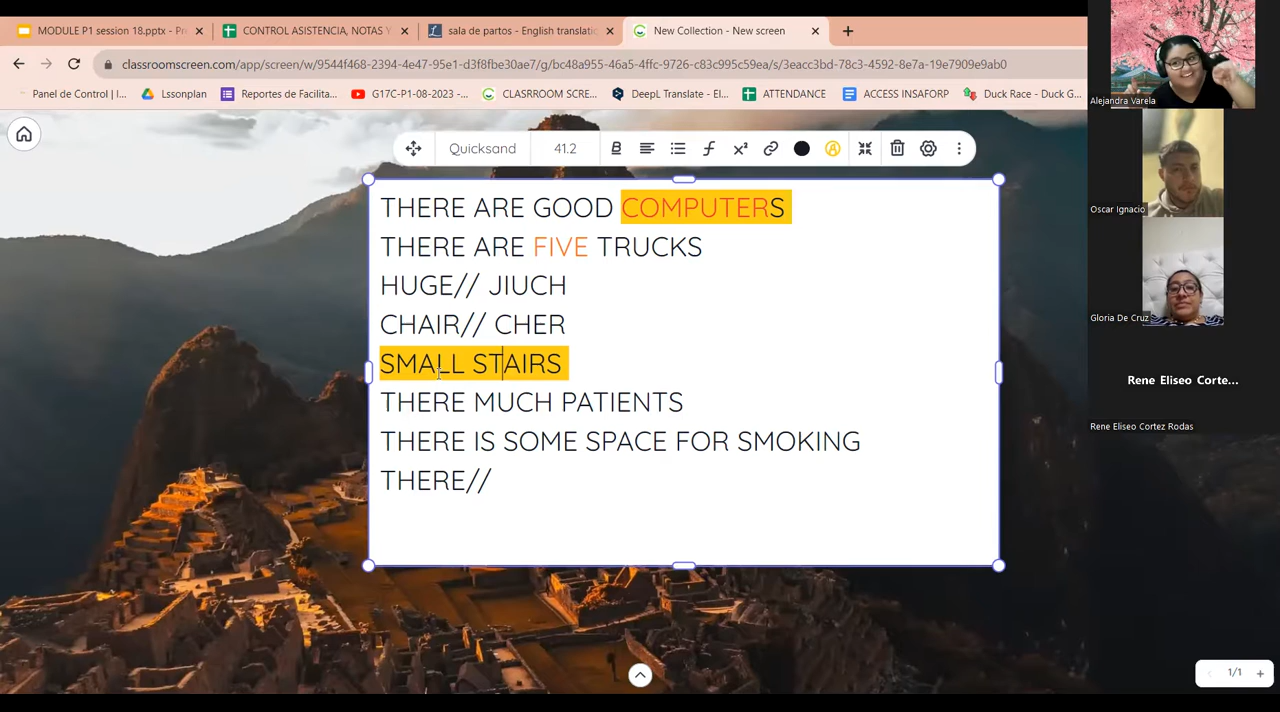 MODULE P1 session 18.pptx - Pre
CONTROL ASISTENCIA, NOTAS Y
sala de partos - English translati
New Collection - New screen
classroomscreen.com/app/screen/w/9544f468-2394-4e47-95e1-d3f8fbe30ae7/g/bc48a955-46a5-4ffc-9726-c83c995c59ea/s/3eacc3bd-78c3-4592-8e7a-19e7909e9ab0
Panel de Control | I...
Lssonplan
Reportes de Facilita...
G17C-P1-08-2023 -...
CLASRROOM SCRE...
DeepL Translate - El...
ATTENDANCE
ACCESS INSAFORP
Duck Race - Duck G...
Quicksand
41.2
THERE ARE GOOD COMPUTERS
THERE ARE FIVE TRUCKS
HUGE// JIUCH
CHAIR// CHER
SMALL STAIRS
THERE MUCH PATIENTS
THERE IS SOME SPACE FOR SMOKING
THERE//
Alejandra Varela
Oscar Ignacio
Gloria De Cruz
Rene Eliseo Corte...
Rene Eliseo Cortez Rodas
1/1